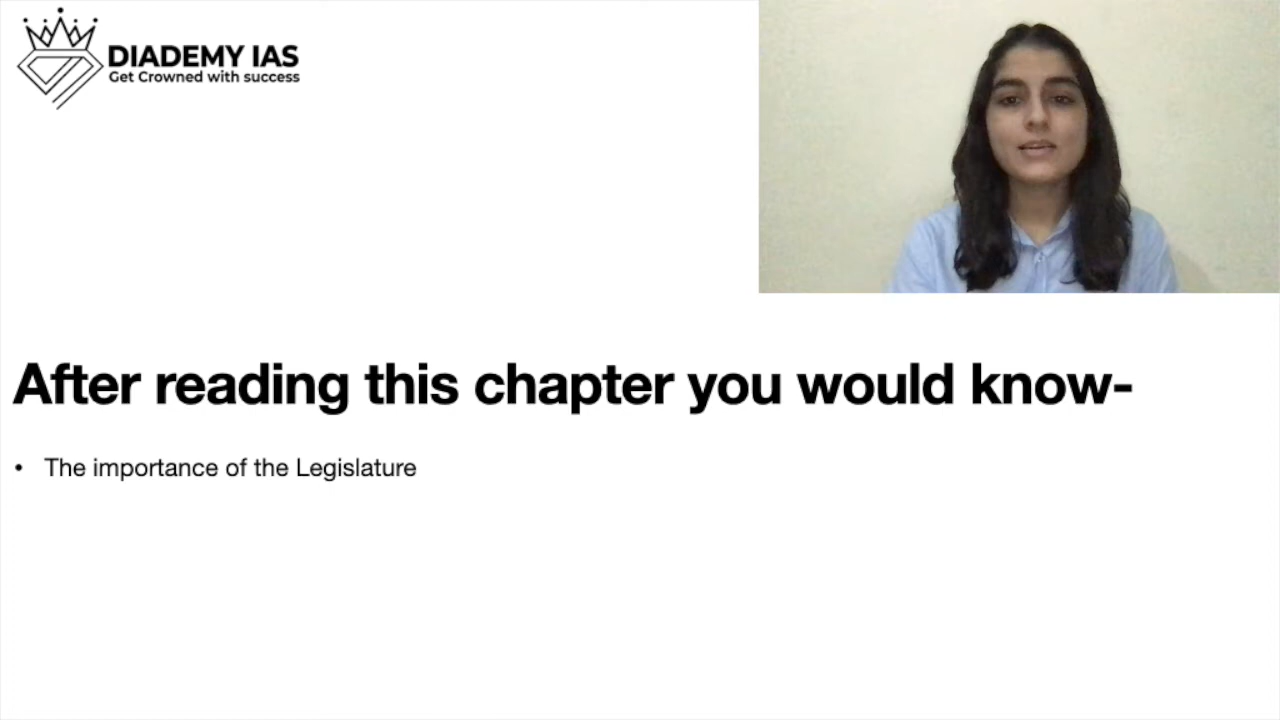 DIADEMY IAS
Get Crowned with success
After reading this chapter you would know-
• The importance of the Legislature